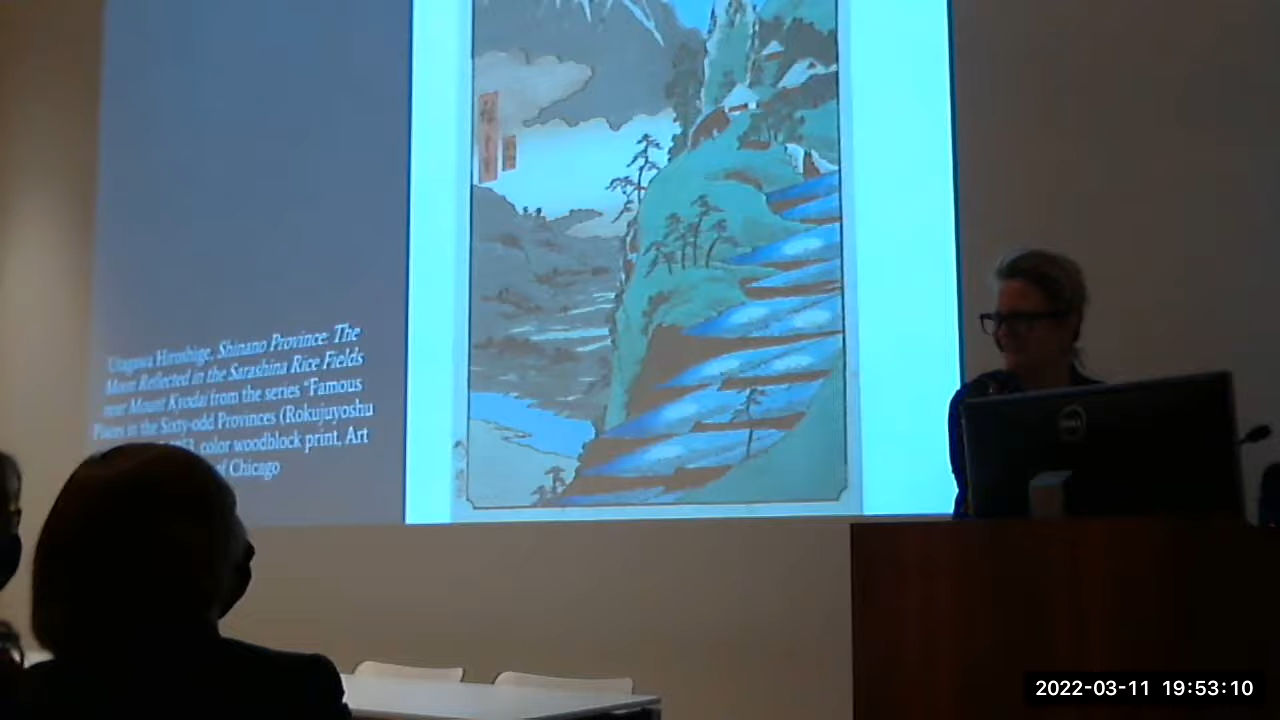 Utagawa Hiroshige, Shinano Province: The
Moon Reflected in the Sarashina Rice Fields
near Mount Kyodai from the series "Famous
Places in the Sixty-odd Provinces (Rokujuyoshu
color woodblock print, Art
of Chicago
DELL
2022-03-11 19:53:10